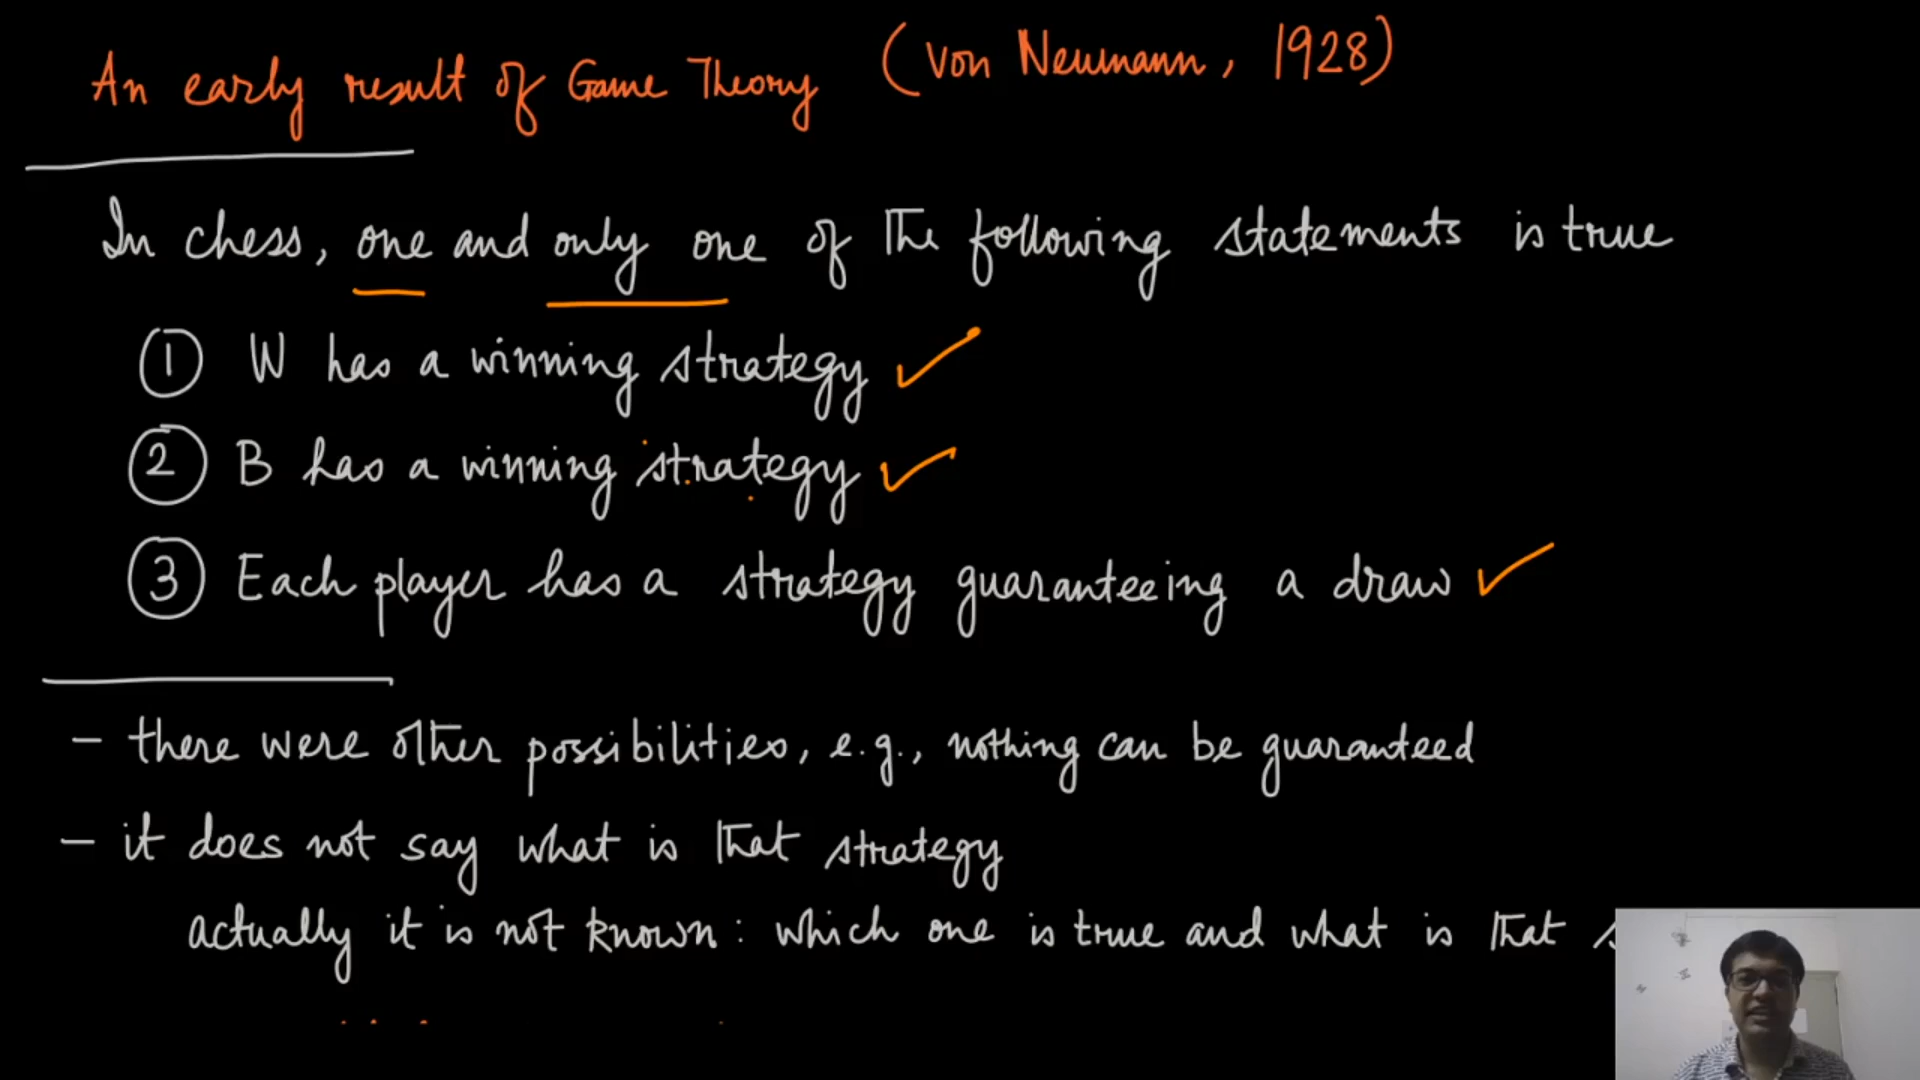 An early result of Game Theory (Von Neumann, 1928)
In chess, one and only one of the following statements is true
① W has a winning strategy ✓
② B has a winning strategy ✓
③ Each player has a strategy guaranteeing a draw ✓
- there were other possibilities, e.g., nothing can be guaranteed
- it does not say what is that strategy
actually it is not known: which one is true and what is that